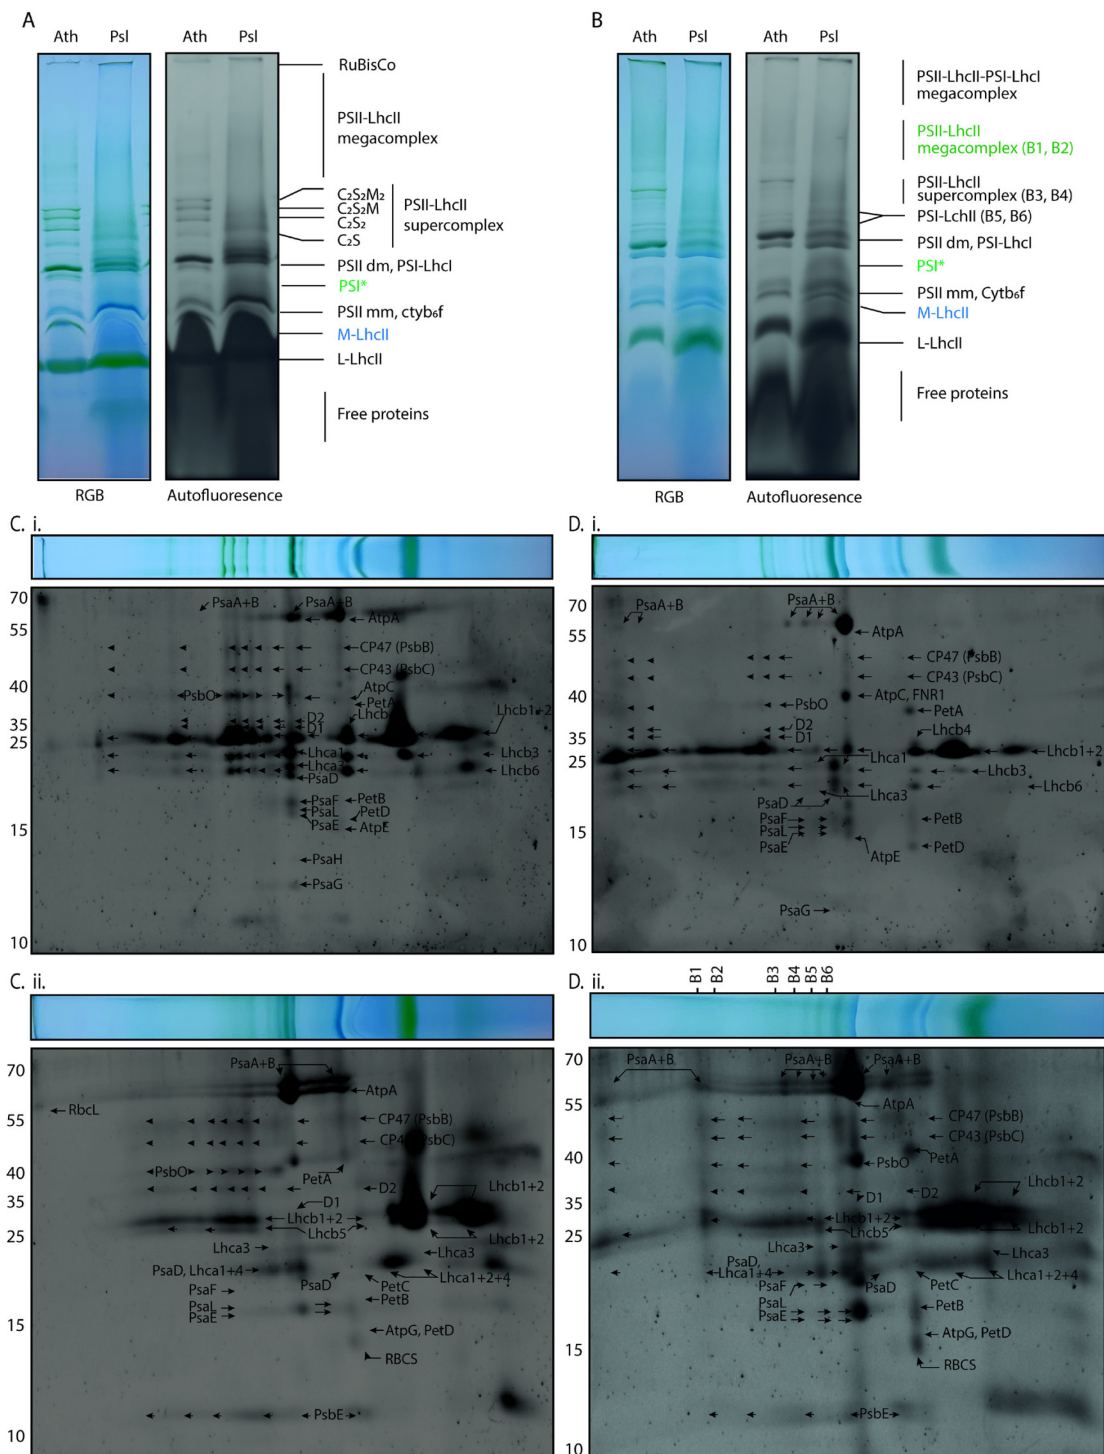 A
Ath Psl Ath Psl
RuBisCo
PSII-LhcII
megacomplex
C₂S₂M₂
C₂S₂M
C₂S₂
C₂S
PSII-LhcII
supercomplex
PSII dm, PSI-LhcI
PSI*
PSII mm, ctyb₆f
M-LhcII
L-LhcII
Free proteins
RGB Autofluoresence
B
Ath Psl Ath Psl
PSII-LhcII-PSI-LhcI
megacomplex
PSII-LhcII
megacomplex (B1, B2)
PSII-LhcII
supercomplex (B3, B4)
PSI-LchII (B5, B6)
PSII dm, PSI-LhcI
PSI*
PSII mm, Cytb₆f
M-LhcII
L-LhcII
Free proteins
RGB Autofluoresence
C. i.
70
55
40
35
25
15
10
PsaA+B PsaA+B
AtpA
CP47 (PsbB)
CP43 (PsbC)
PsbO AtpC
PetA
D2 Lhcb
D1 Lhcb1+2
Lhca1 Lhcb3
Lhca3 Lhcb6
PsaD
PsaF PetB
PsaL PetD
PsaE AtpE
PsaH
PsaG
D. i.
70
55
40
35
25
15
10
PsaA+B PsaA+B
AtpA
CP47 (PsbB)
CP43 (PsbC)
AtpC, FNR1
PsbO PetA
D2 Lhcb4
D1
Lhca1 Lhcb1+2
Lhcb3
PsaD Lhca3 Lhcb6
PsaF PetB
PsaL
PsaE AtpE PetD
PsaG
C. ii.
70
55
40
35
25
15
10
PsaA+B
AtpA
RbcL
CP47 (PsbB)
(PsbC)
PsbO
PetA
D2 Lhcb1+2
D1
Lhcb1+2
Lhcb5 Lhcb1+2
Lhca3 Lhca3
PsaD, Lhca1+4 PsaD Lhca1+2+4
PsaF PetC
PetB
PsaL
PsaE
AtpG, PetD
RBCS
PsbE
D. ii.
B1 B2 B3 B4 B5 B6
70
55
40
35
25
15
10
PsaA+B PsaA+B PsaA+B
AtpA
CP47 (PsbB)
CP43 (PsbC)
PetA
PsbO
D1 D2 Lhcb1+2
Lhcb1+2
Lhcb5 Lhcb1+2
Lhca3 Lhca3
PsaD,
Lhca1+4 Lhca1+2+4
PsaF PsaD PetC
PsaL PetB
PsaE
AtpG, PetD
RBCS
PsbE